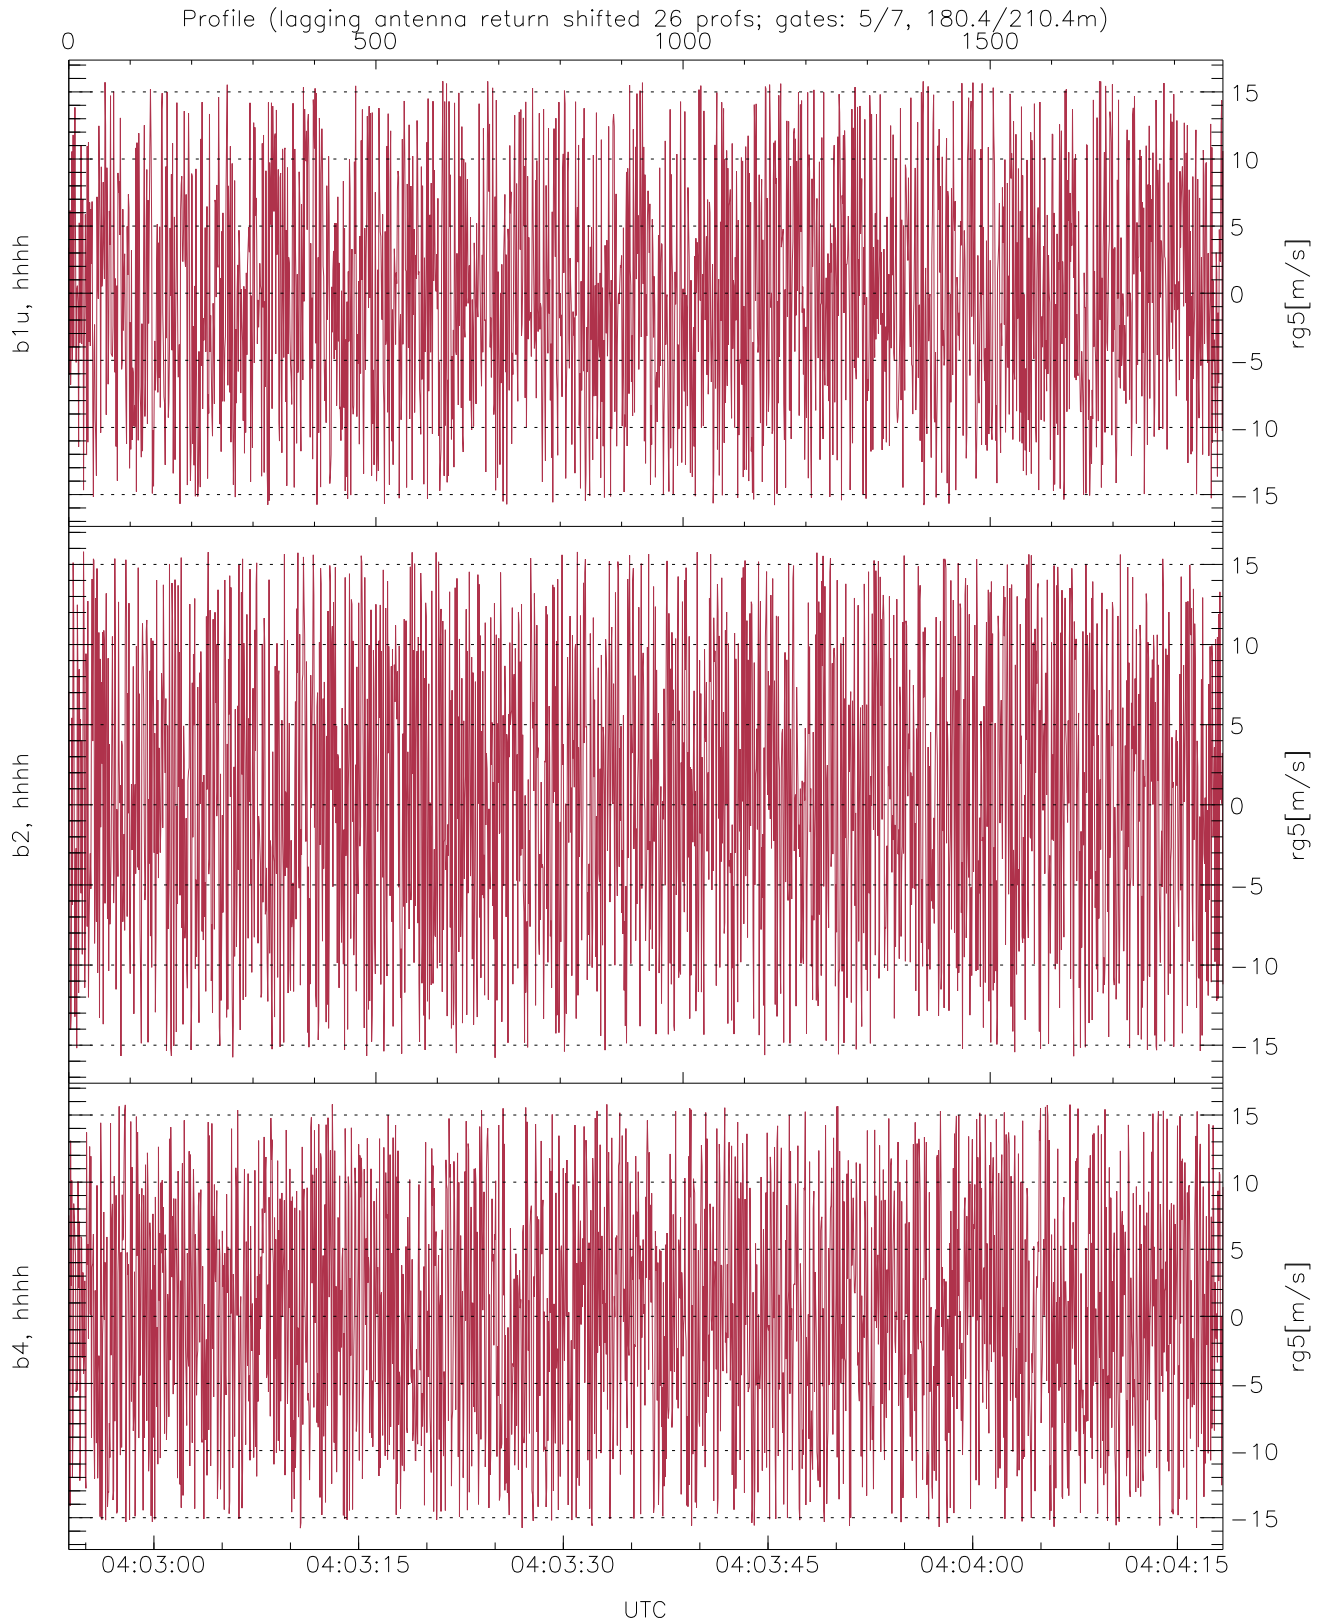 Profile (lagging antenna return shifted 26 profs; gates: 5/7, 180.4/210.4m)
0 500 1000 1500
b1u, hhhh
15
10
5
0
-5
-10
-15
rg5[m/s]
b2, hhhh
15
10
5
0
-5
-10
-15
rg5[m/s]
b4, hhhh
15
10
5
0
-5
-10
-15
rg5[m/s]
04:03:00 04:03:15 04:03:30 04:03:45 04:04:00 04:04:15
UTC